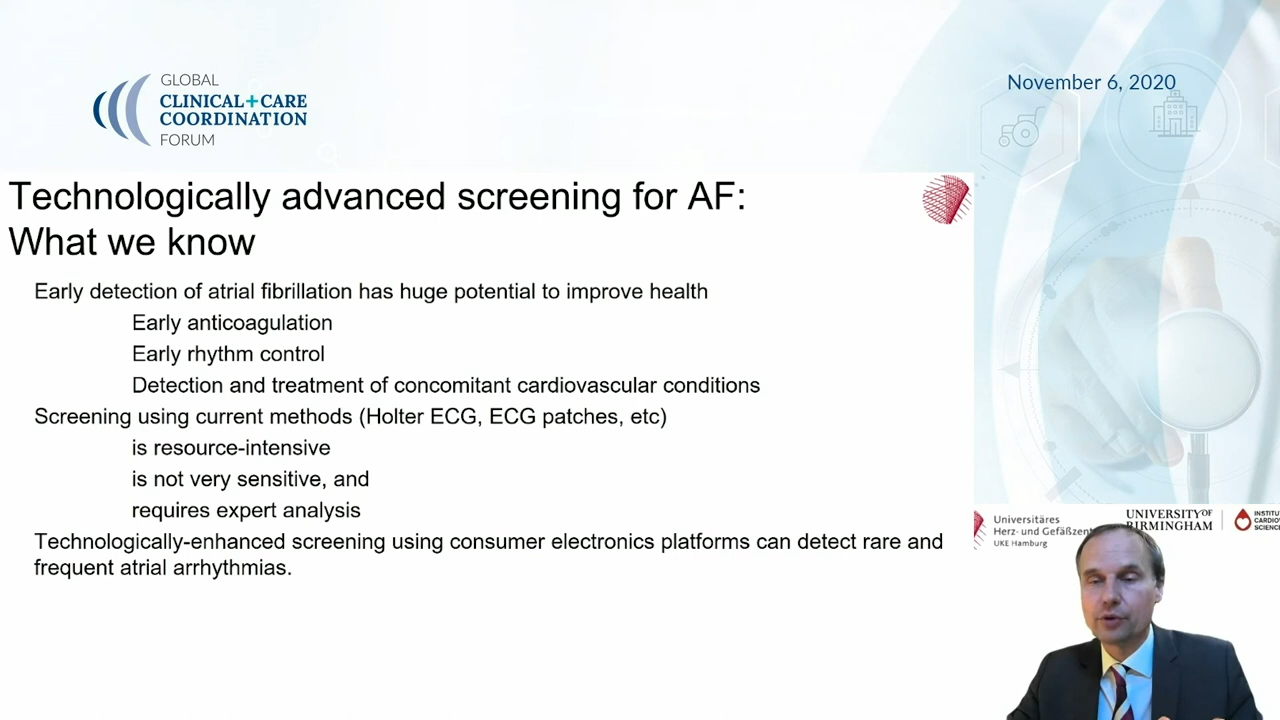 GLOBAL
CLINICAL+CARE
COORDINATION
FORUM
November 6, 2020
Technologically advanced screening for AF:
What we know
Early detection of atrial fibrillation has huge potential to improve health
Early anticoagulation
Early rhythm control
Detection and treatment of concomitant cardiovascular conditions
Screening using current methods (Holter ECG, ECG patches, etc)
is resource-intensive
is not very sensitive, and
requires expert analysis
Technologically-enhanced screening using consumer electronics platforms can detect rare and
frequent atrial arrhythmias.
Universitäres
Herz- und Gefäßzent
UKE Hamburg
UNIVERSITY OF
BIRMINGHAM